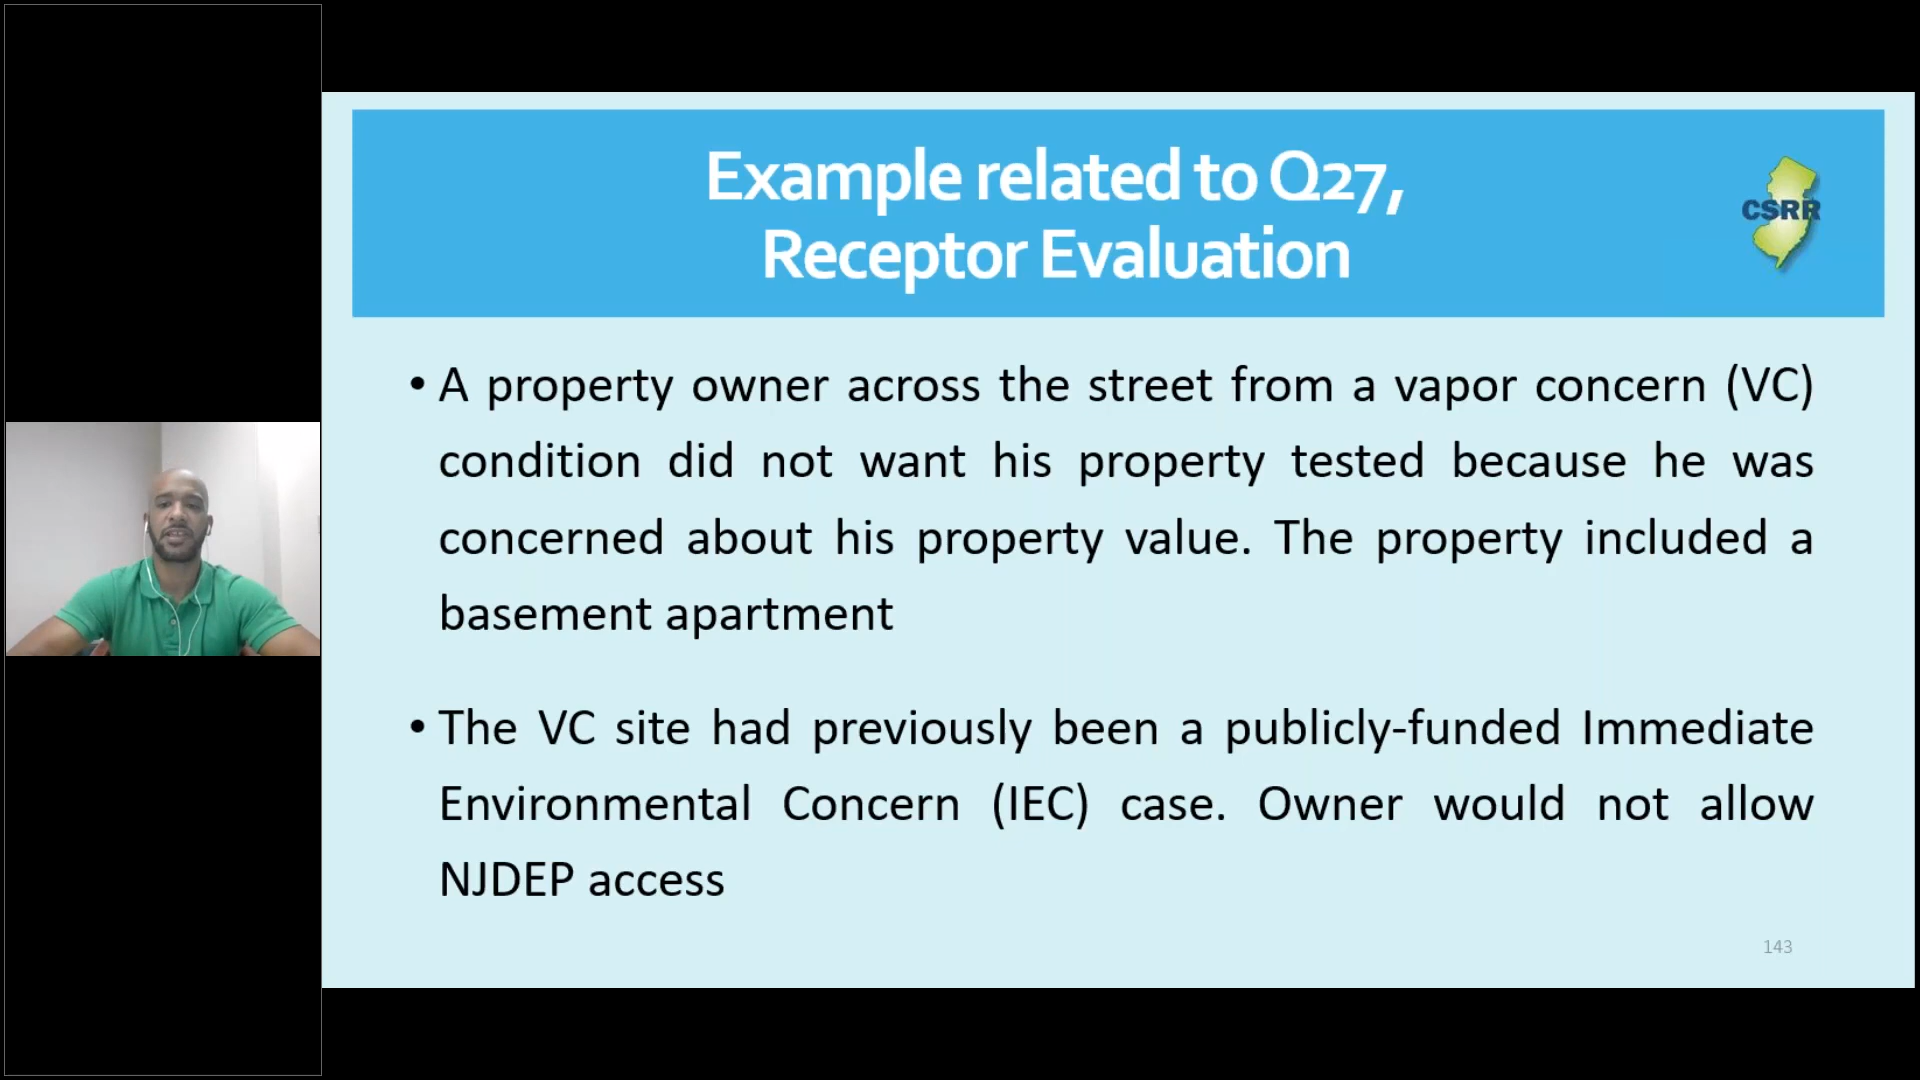 Example related to Q27,
Receptor Evaluation
CSRR
• A property owner across the street from a vapor concern (VC)
condition did not want his property tested because he was
concerned about his property value. The property included a
basement apartment
• The VC site had previously been a publicly-funded Immediate
Environmental Concern (IEC) case. Owner would not allow
NJDEP access
143